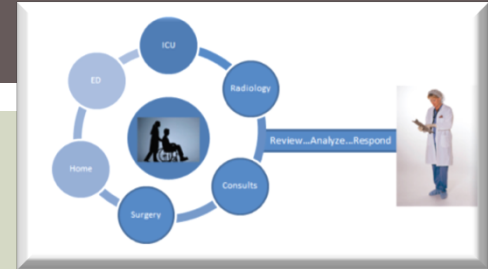 ICU
ED
Radiology
Review...Analyze...Respond
Home
Consults
Surgery